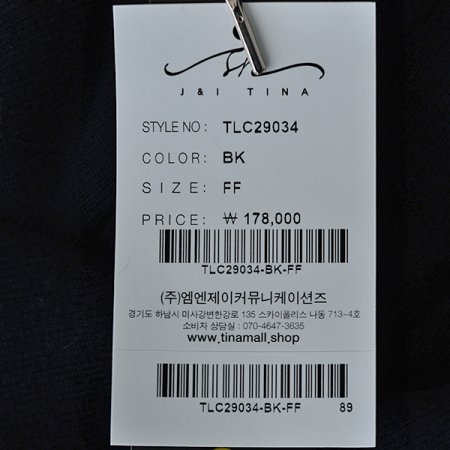 J & I TINA
STYLE NO : TLC29034
COLOR : BK
SIZE : FF
PRICE : ₩ 178,000
TLC29034-BK-FF
(주)엠엔제이커뮤니케이션즈
경기도 하남시 미사강변한강로 135 스카이폴리스 나동 713-4호
소비자 상담실 : 070-4647-3635
www.tinamall.shop
TLC29034-BK-FF 89